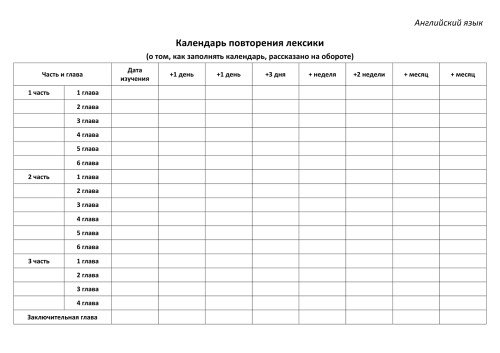 Английский язык
Календарь повторения лексики
(о том, как заполнять календарь, рассказано на обороте)
Часть и глава Дата изучения +1 день +1 день +3 дня + неделя +2 недели + месяц + месяц
1 часть 1 глава
2 глава
3 глава
4 глава
5 глава
6 глава
2 часть 1 глава
2 глава
3 глава
4 глава
5 глава
6 глава
3 часть 1 глава
2 глава
3 глава
4 глава
Заключительная глава